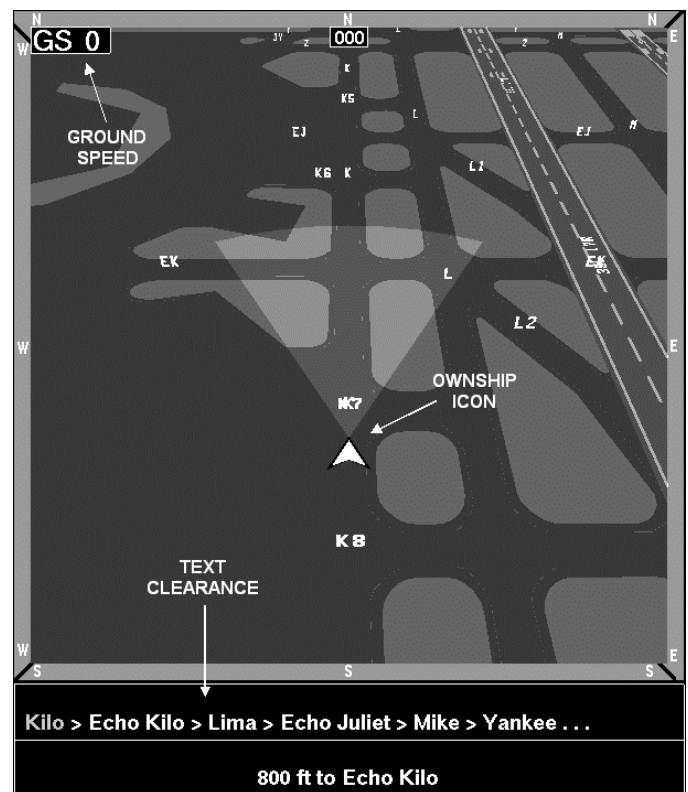 N N N
GS 0
000
W E
GROUND
SPEED
K
K5
EJ
L
EJ
M
K6 K
L1
EK
L
EK
L2
W E
OWNSHIP
ICON
K7
K8
TEXT
CLEARANCE
W E
S S S
Kilo > Echo Kilo > Lima > Echo Juliet > Mike > Yankee . . .
800 ft to Echo Kilo